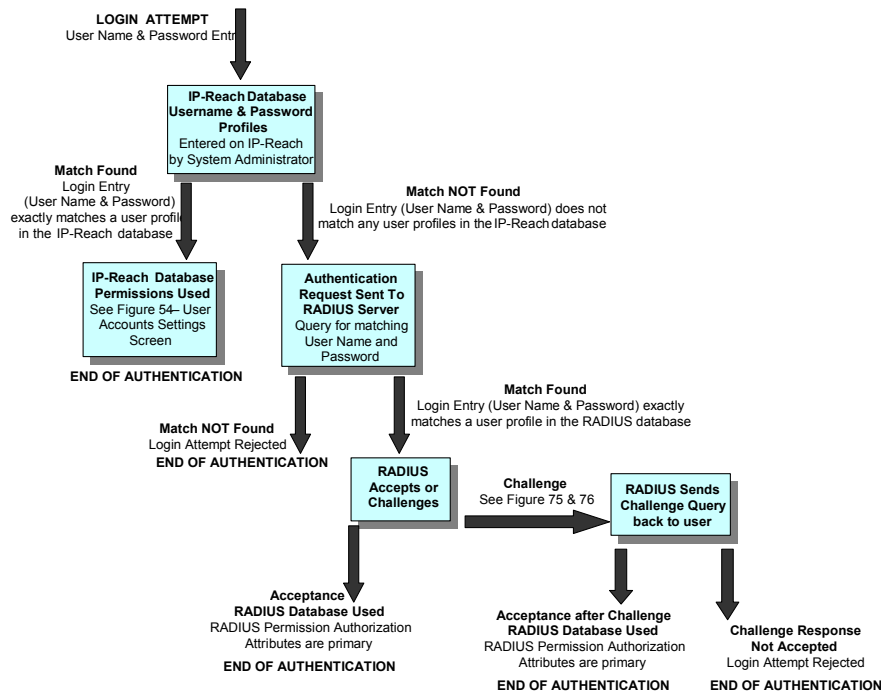 LOGIN ATTEMPT
User Name & Password Entr
IP-Reach Database
Username & Password
Profiles
Entered on IP-Reach
by System Administrator
Match Found
Login Entry
(User Name & Password)
exactly matches a user profile
in the IP-Reach database
Match NOT Found
Login Entry (User Name & Password) does not
match any user profiles in the IP-Reach database
IP-Reach Database
Permissions Used
See Figure 54– User
Accounts Settings
Screen
END OF AUTHENTICATION
Authentication
Request Sent To
RADIUS Server
Query for matching
User Name and
Password
Match NOT Found
Login Attempt Rejected
END OF AUTHENTICATION
Match Found
Login Entry (User Name & Password) exactly
matches a user profile in the RADIUS database
RADIUS
Accepts or
Challenges
Challenge
See Figure 75 & 76
RADIUS Sends
Challenge Query
back to user
Acceptance
RADIUS Database Used
RADIUS Permission Authorization
Attributes are primary
END OF AUTHENTICATION
Acceptance after Challenge
RADIUS Database Used
RADIUS Permission Authorization
Attributes are primary
END OF AUTHENTICATION
Challenge Response
Not Accepted
Login Attempt Rejected
END OF AUTHENTICATION